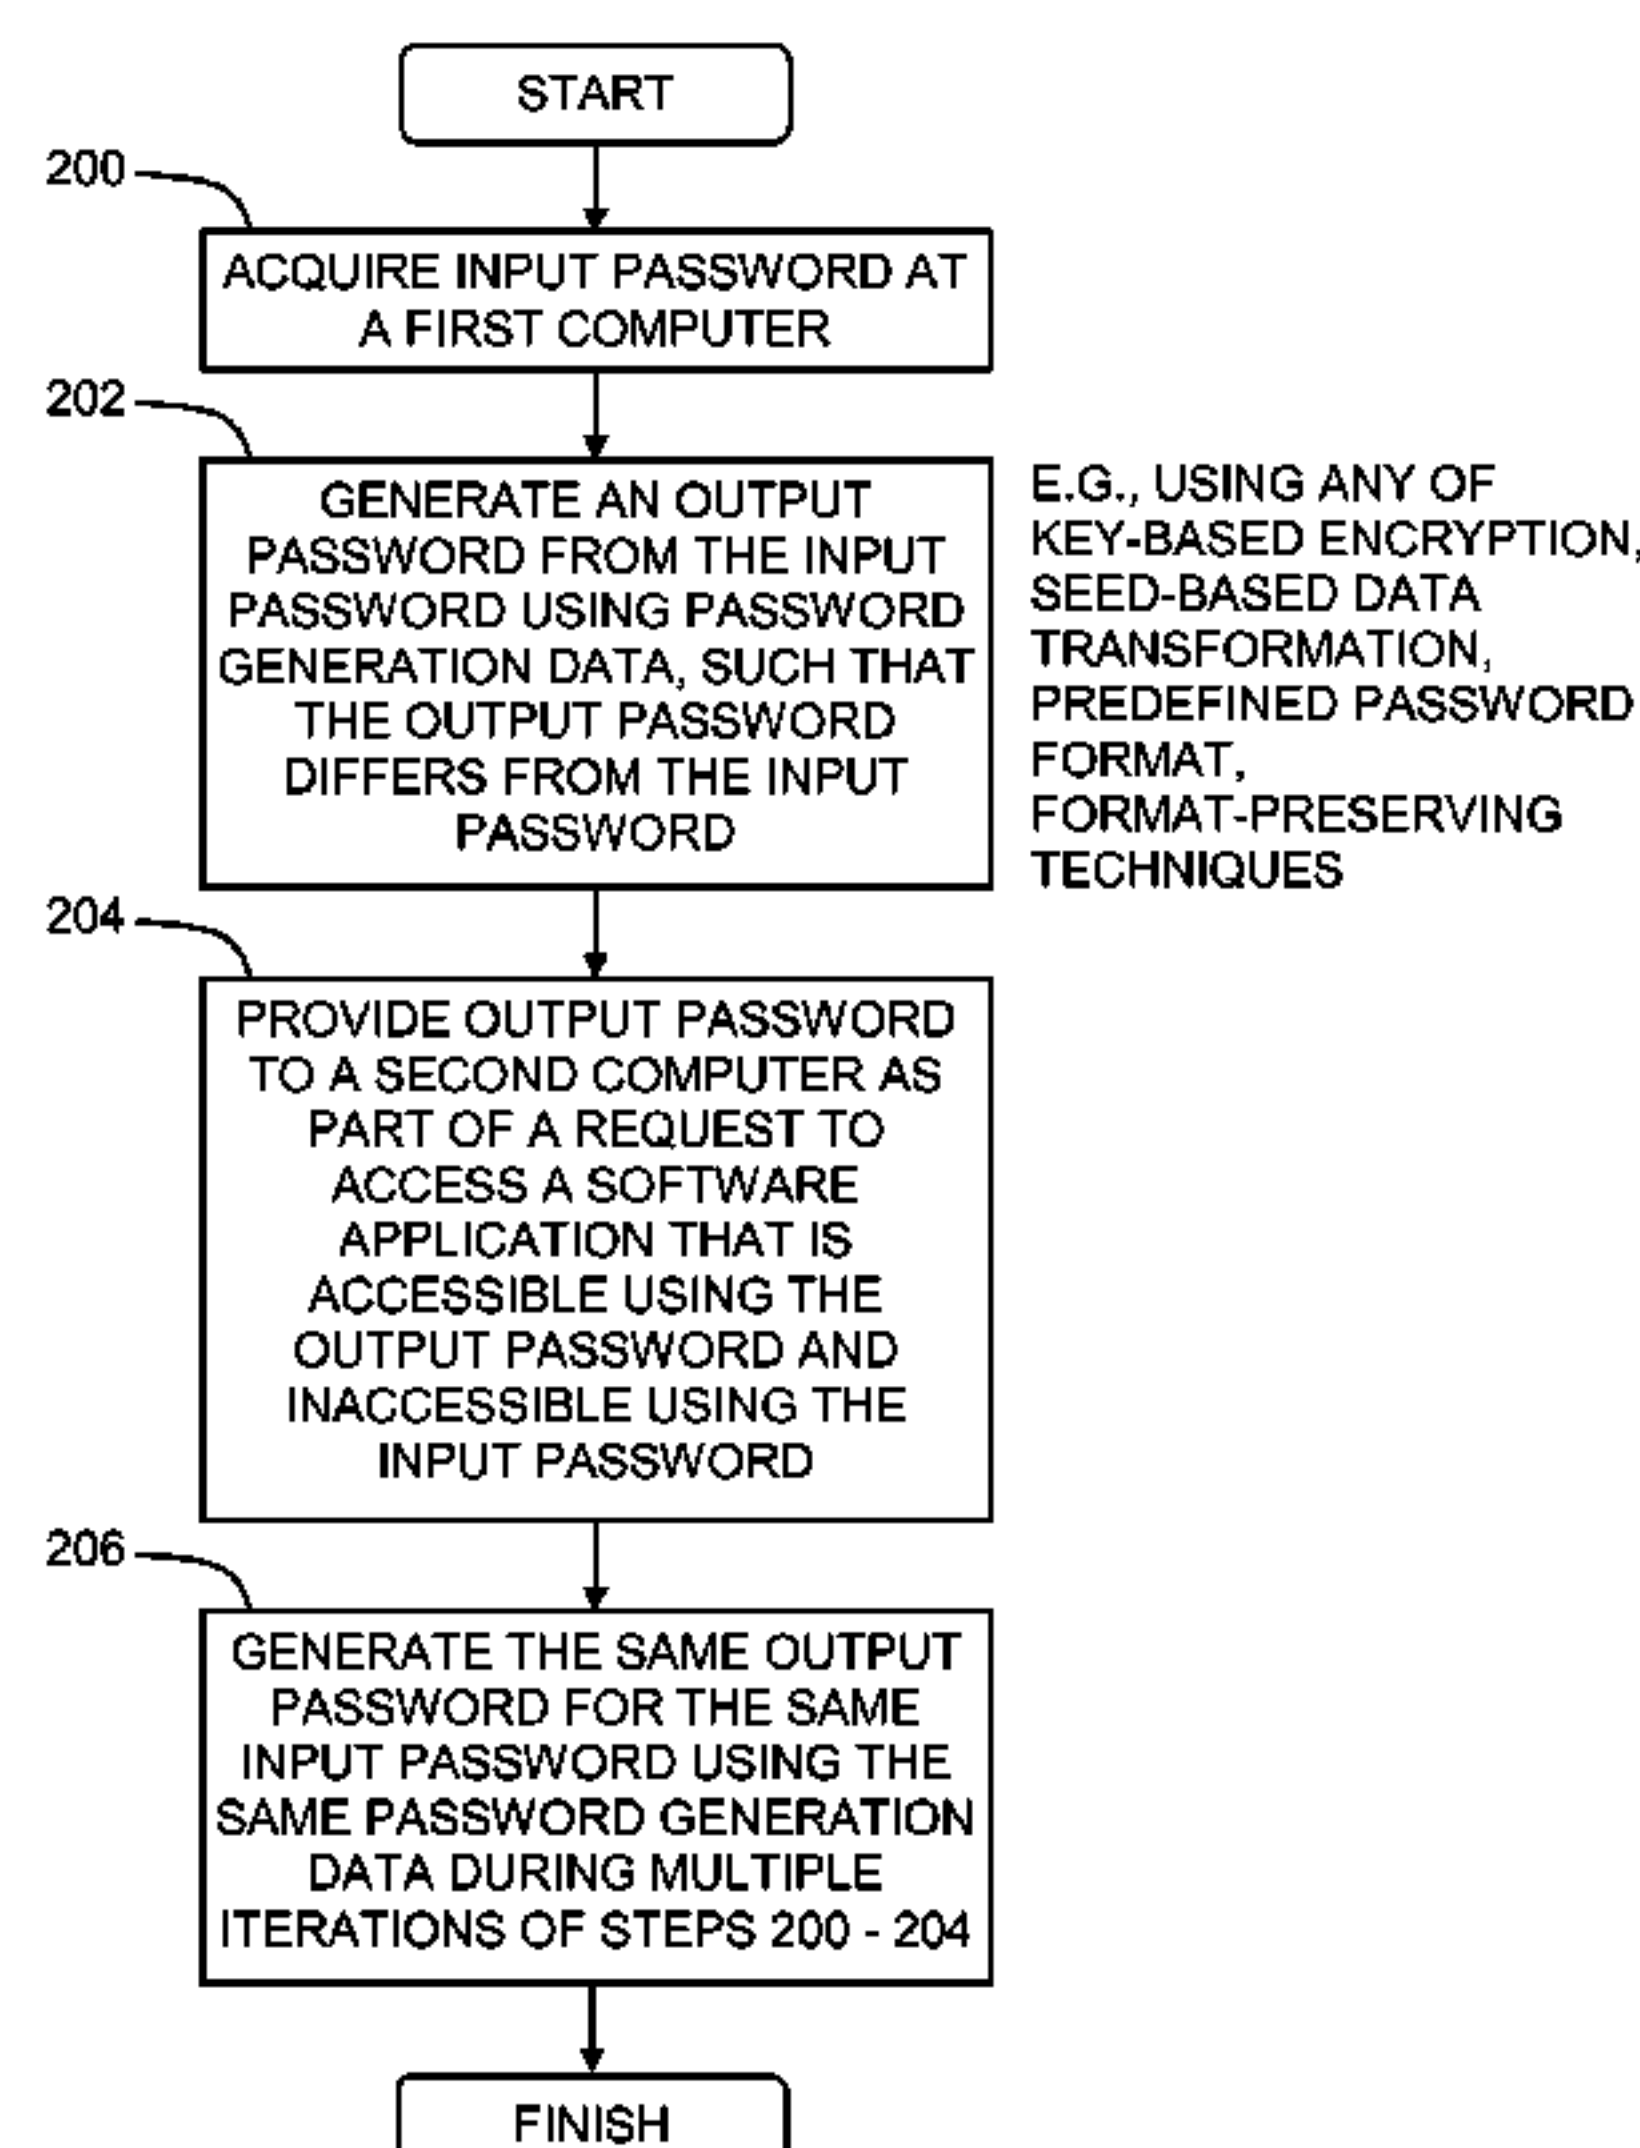 START
200
ACQUIRE INPUT PASSWORD AT
A FIRST COMPUTER
202
GENERATE AN OUTPUT
PASSWORD FROM THE INPUT
PASSWORD USING PASSWORD
GENERATION DATA, SUCH THAT
THE OUTPUT PASSWORD
DIFFERS FROM THE INPUT
PASSWORD
E.G., USING ANY OF
KEY-BASED ENCRYPTION,
SEED-BASED DATA
TRANSFORMATION,
PREDEFINED PASSWORD
FORMAT,
FORMAT-PRESERVING
TECHNIQUES
204
PROVIDE OUTPUT PASSWORD
TO A SECOND COMPUTER AS
PART OF A REQUEST TO
ACCESS A SOFTWARE
APPLICATION THAT IS
ACCESSIBLE USING THE
OUTPUT PASSWORD AND
INACCESSIBLE USING THE
INPUT PASSWORD
206
GENERATE THE SAME OUTPUT
PASSWORD FOR THE SAME
INPUT PASSWORD USING THE
SAME PASSWORD GENERATION
DATA DURING MULTIPLE
ITERATIONS OF STEPS 200 - 204
FINISH